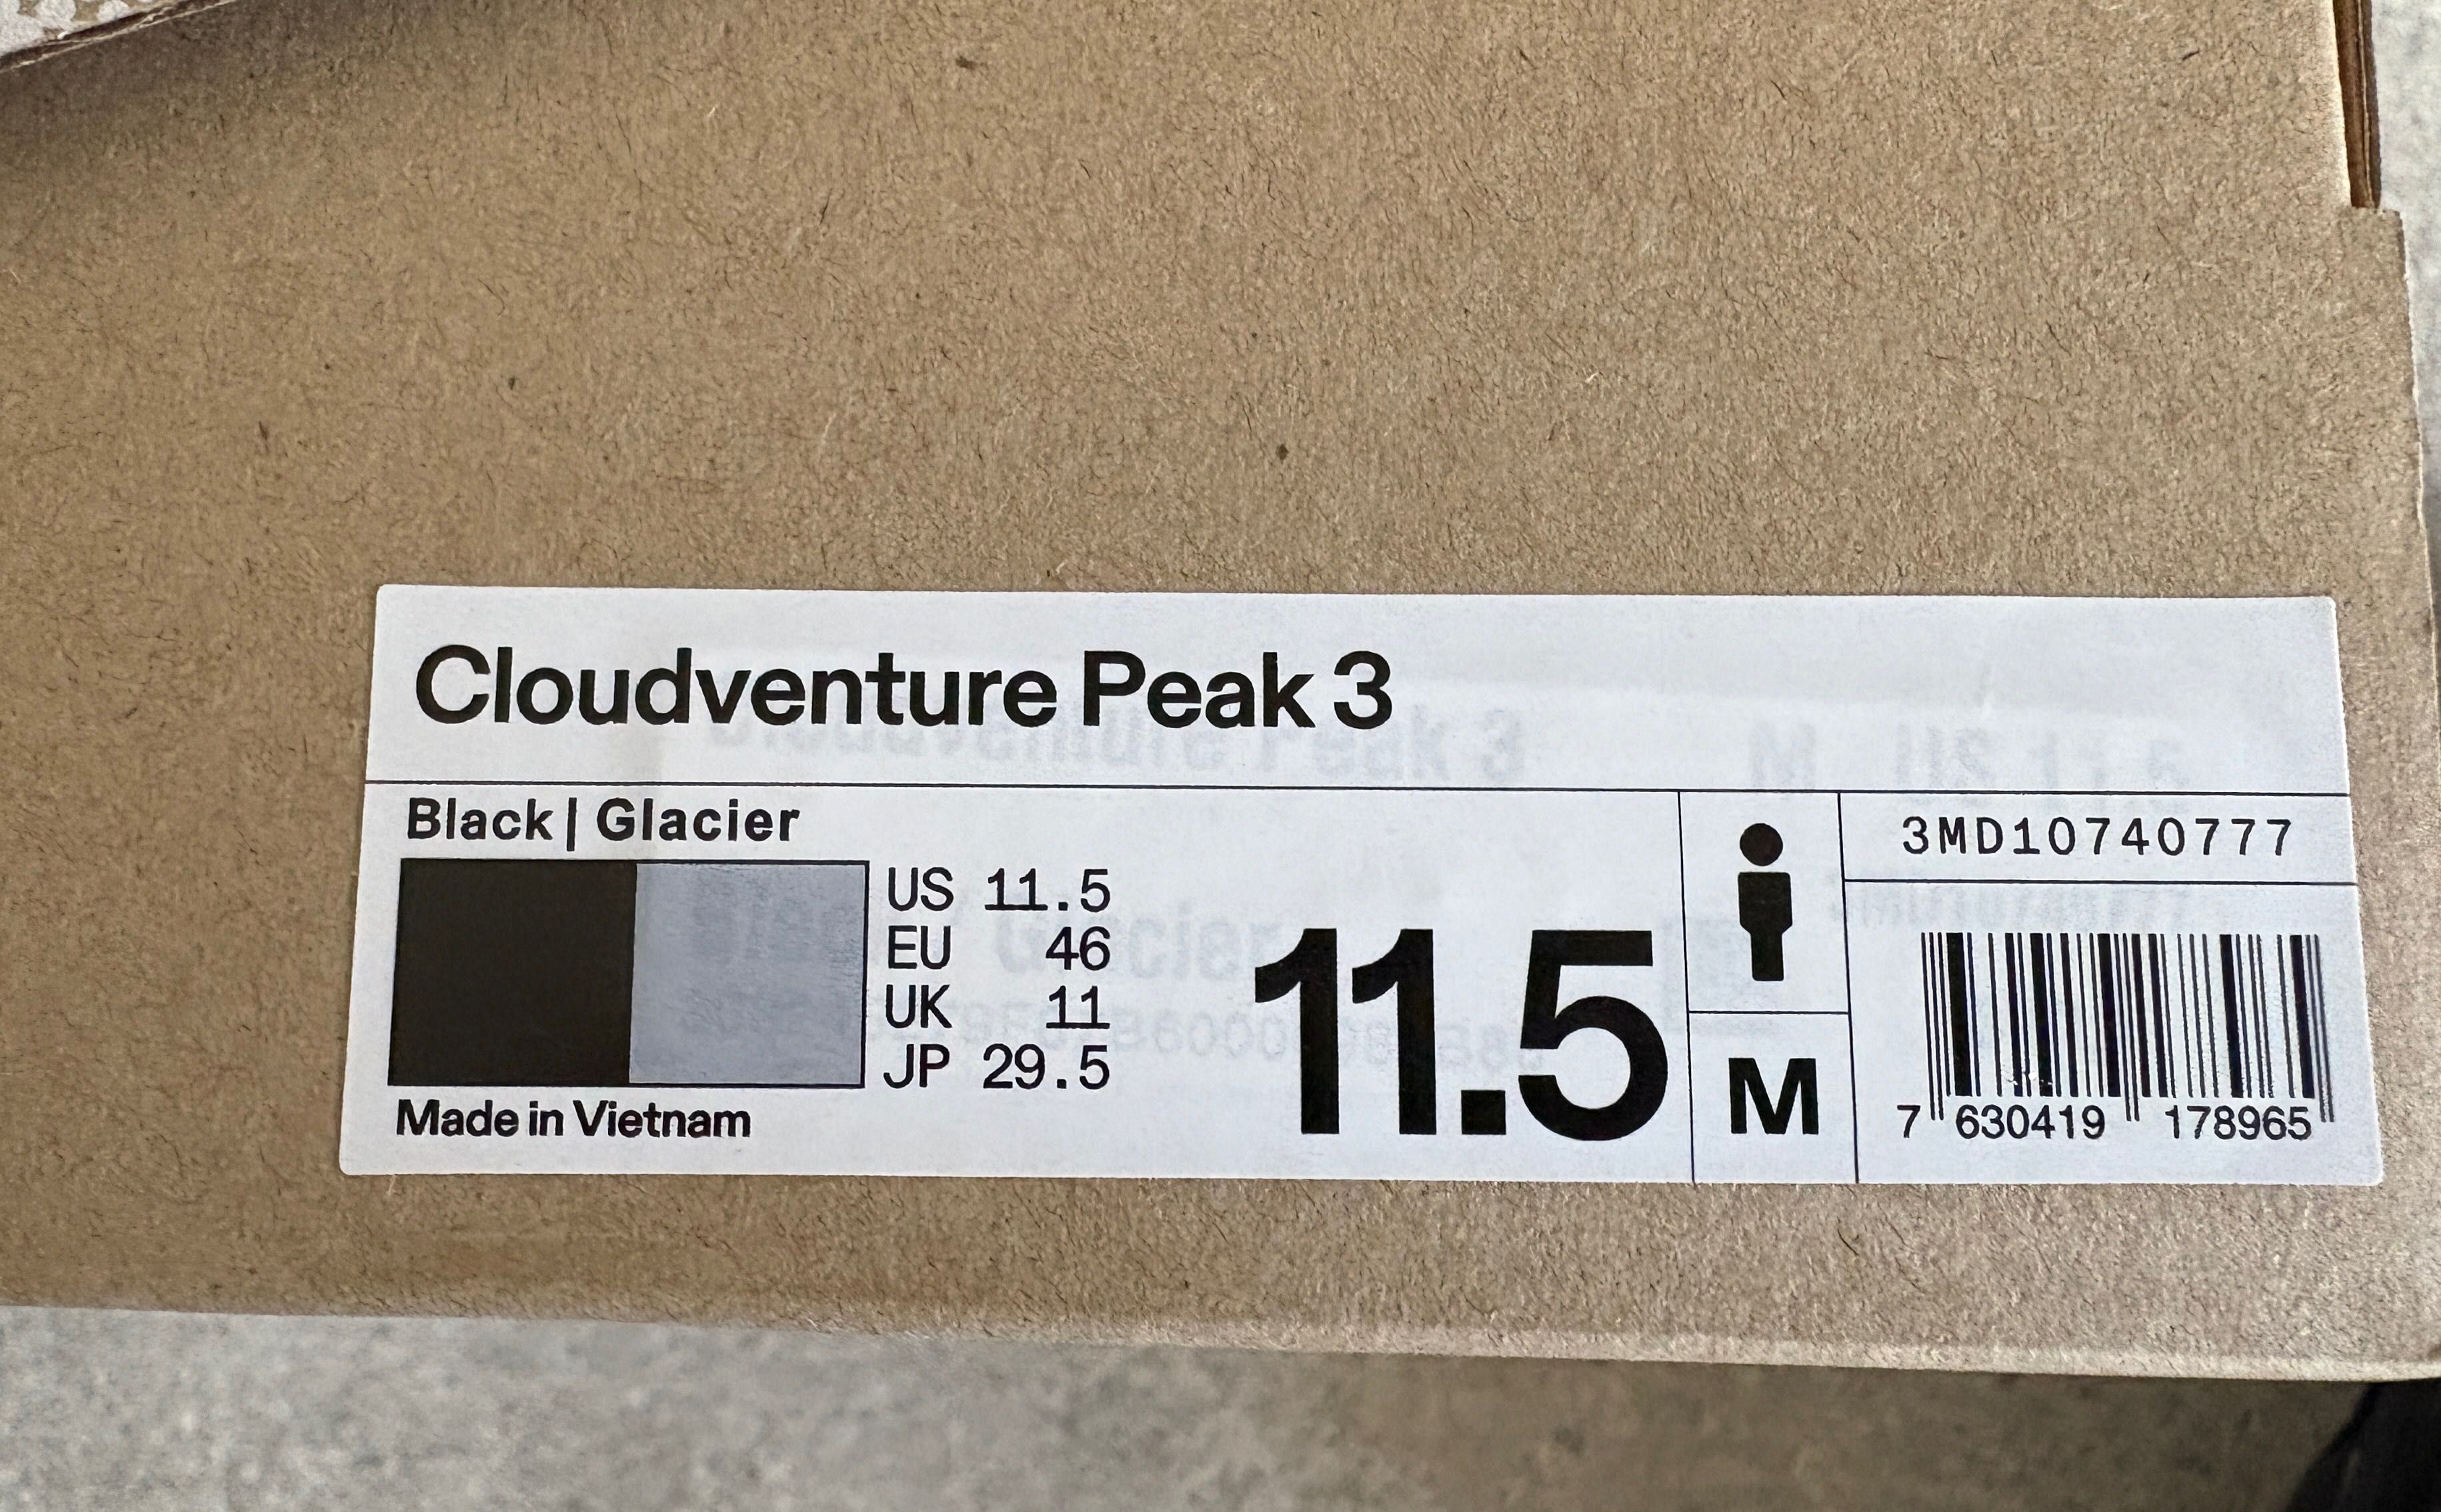 Cloudventure Peak 3
Black | Glacier
US 11.5
EU 46
UK 11
JP 29.5
Made in Vietnam
11.5
M
3MD10740777
7 630419 178965